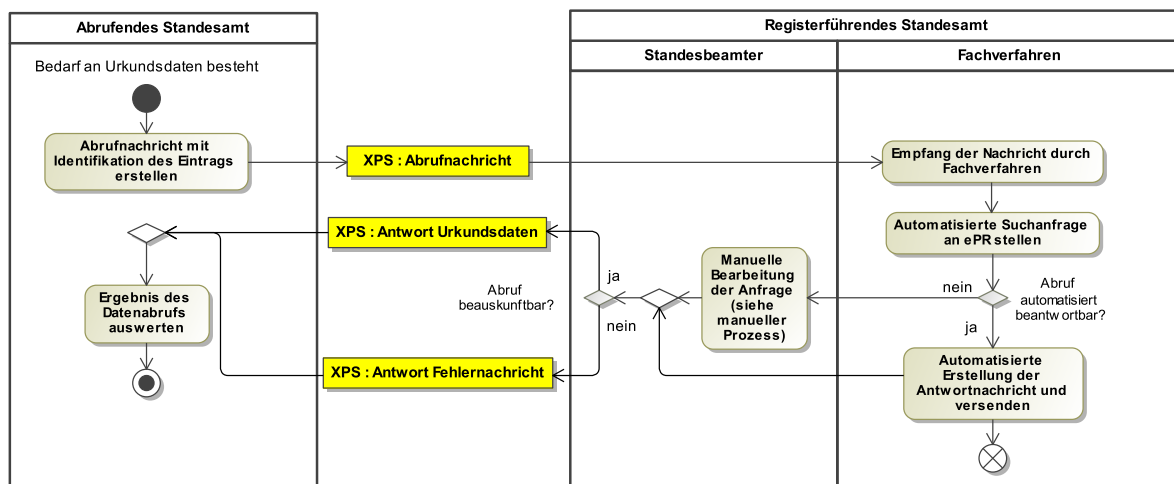 Abrufendes Standesamt
Registerführendes Standesamt
Standesbeamter
Fachverfahren
Bedarf an Urkundsdaten besteht
Abrufnachricht mit
Identifikation des Eintrags
erstellen
XPS : Abrufnachricht
Empfang der Nachricht durch
Fachverfahren
Automatisierte Suchanfrage
an ePR stellen
XPS : Antwort Urkundsdaten
Manuelle
Bearbeitung
der Anfrage
(siehe
manueller
Prozess)
ja
Abruf
beauskunftbar?
nein
nein
Abruf
automatisiert
beantwortbar?
ja
Ergebnis des
Datenabrufs
auswerten
XPS : Antwort Fehlernachricht
Automatisierte
Erstellung der
Antwortnachricht und
versenden